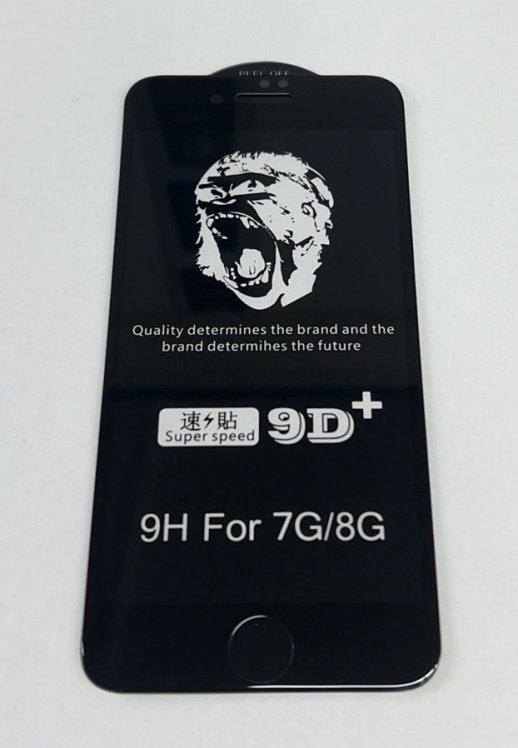 PEEL OFF
Quality determines the brand and the
brand determihes the future
速貼
Super speed
9D+
9H For 7G/8G